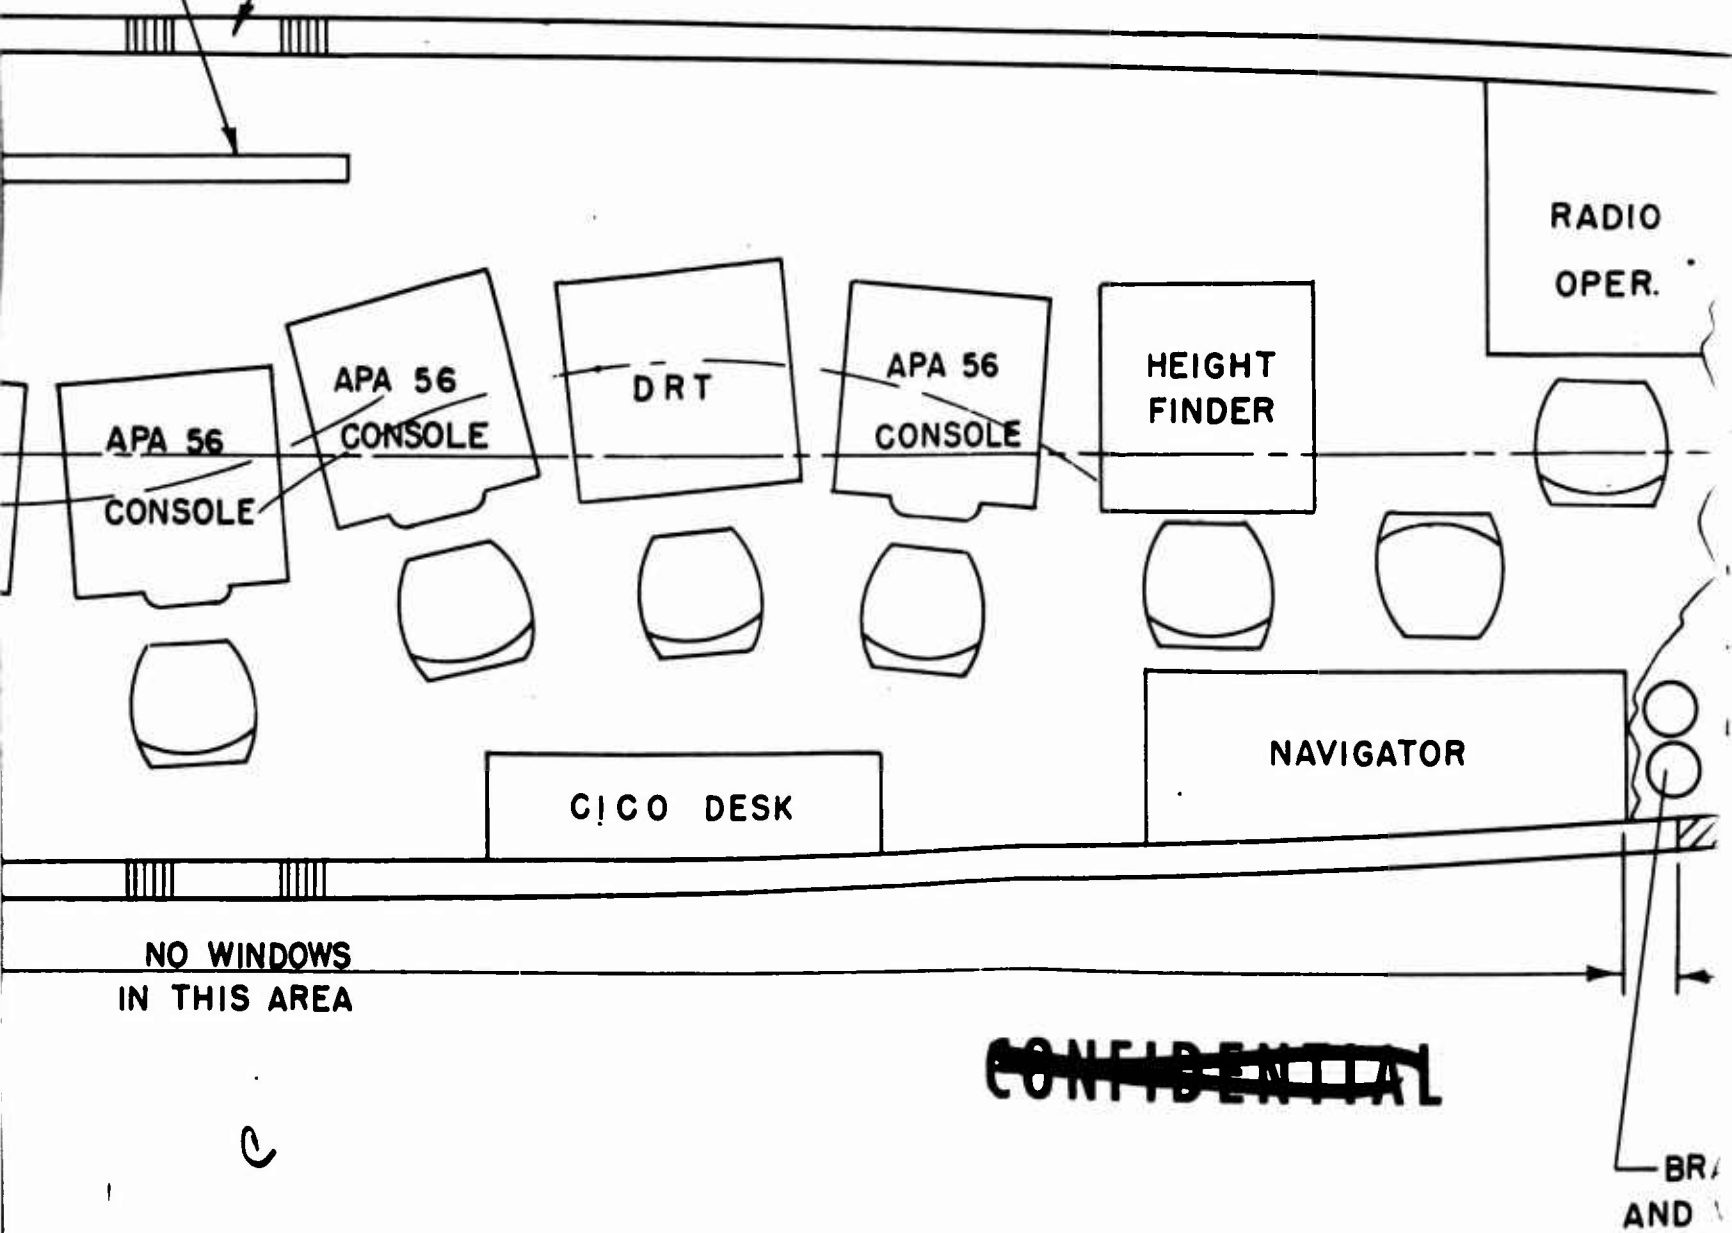 RADIO
OPER.
APA 56
CONSOLE
APA 56
CONSOLE
DRT
APA 56
CONSOLE
HEIGHT
FINDER
NAVIGATOR
CICO DESK
NO WINDOWS
IN THIS AREA
CONFIDENTIAL
C
AND